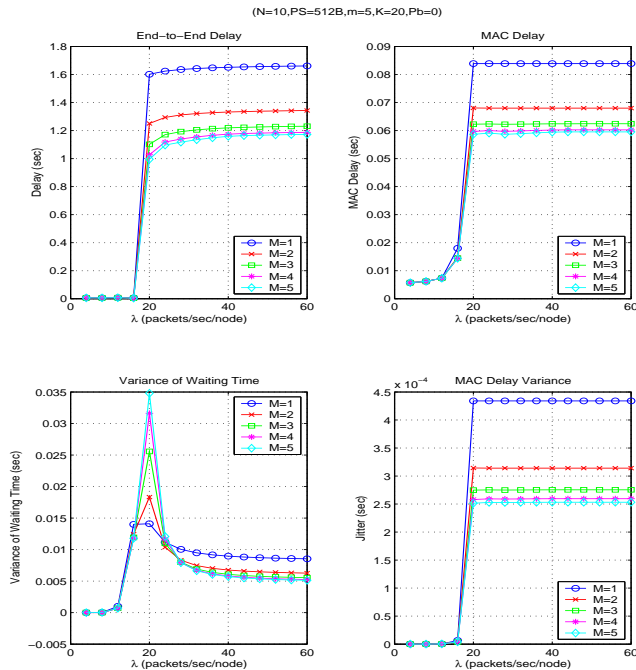 (N=10,PS=512B,m=5,K=20,Pb=0)
End−to−End Delay
1.8
1.6
1.4
1.2
1
0.8
0.6
0.4
0.2
0
Delay (sec)
M=1
M=2
M=3
M=4
M=5
0 20 40 60
λ (packets/sec/node)
MAC Delay
0.09
0.08
0.07
0.06
0.05
0.04
0.03
0.02
0.01
0
MAC Delay (sec)
M=1
M=2
M=3
M=4
M=5
0 20 40 60
λ (packets/sec/node)
Variance of Waiting Time
0.035
0.03
0.025
0.02
0.015
0.01
0.005
0
−0.005
Variance of Waiting Time (sec)
M=1
M=2
M=3
M=4
M=5
0 20 40 60
λ (packets/sec/node)
x 10⁻⁴ MAC Delay Variance
4.5
4
3.5
3
2.5
2
1.5
1
0.5
0
Jitter (sec)
M=1
M=2
M=3
M=4
M=5
0 20 40 60
λ (packets/sec/node)